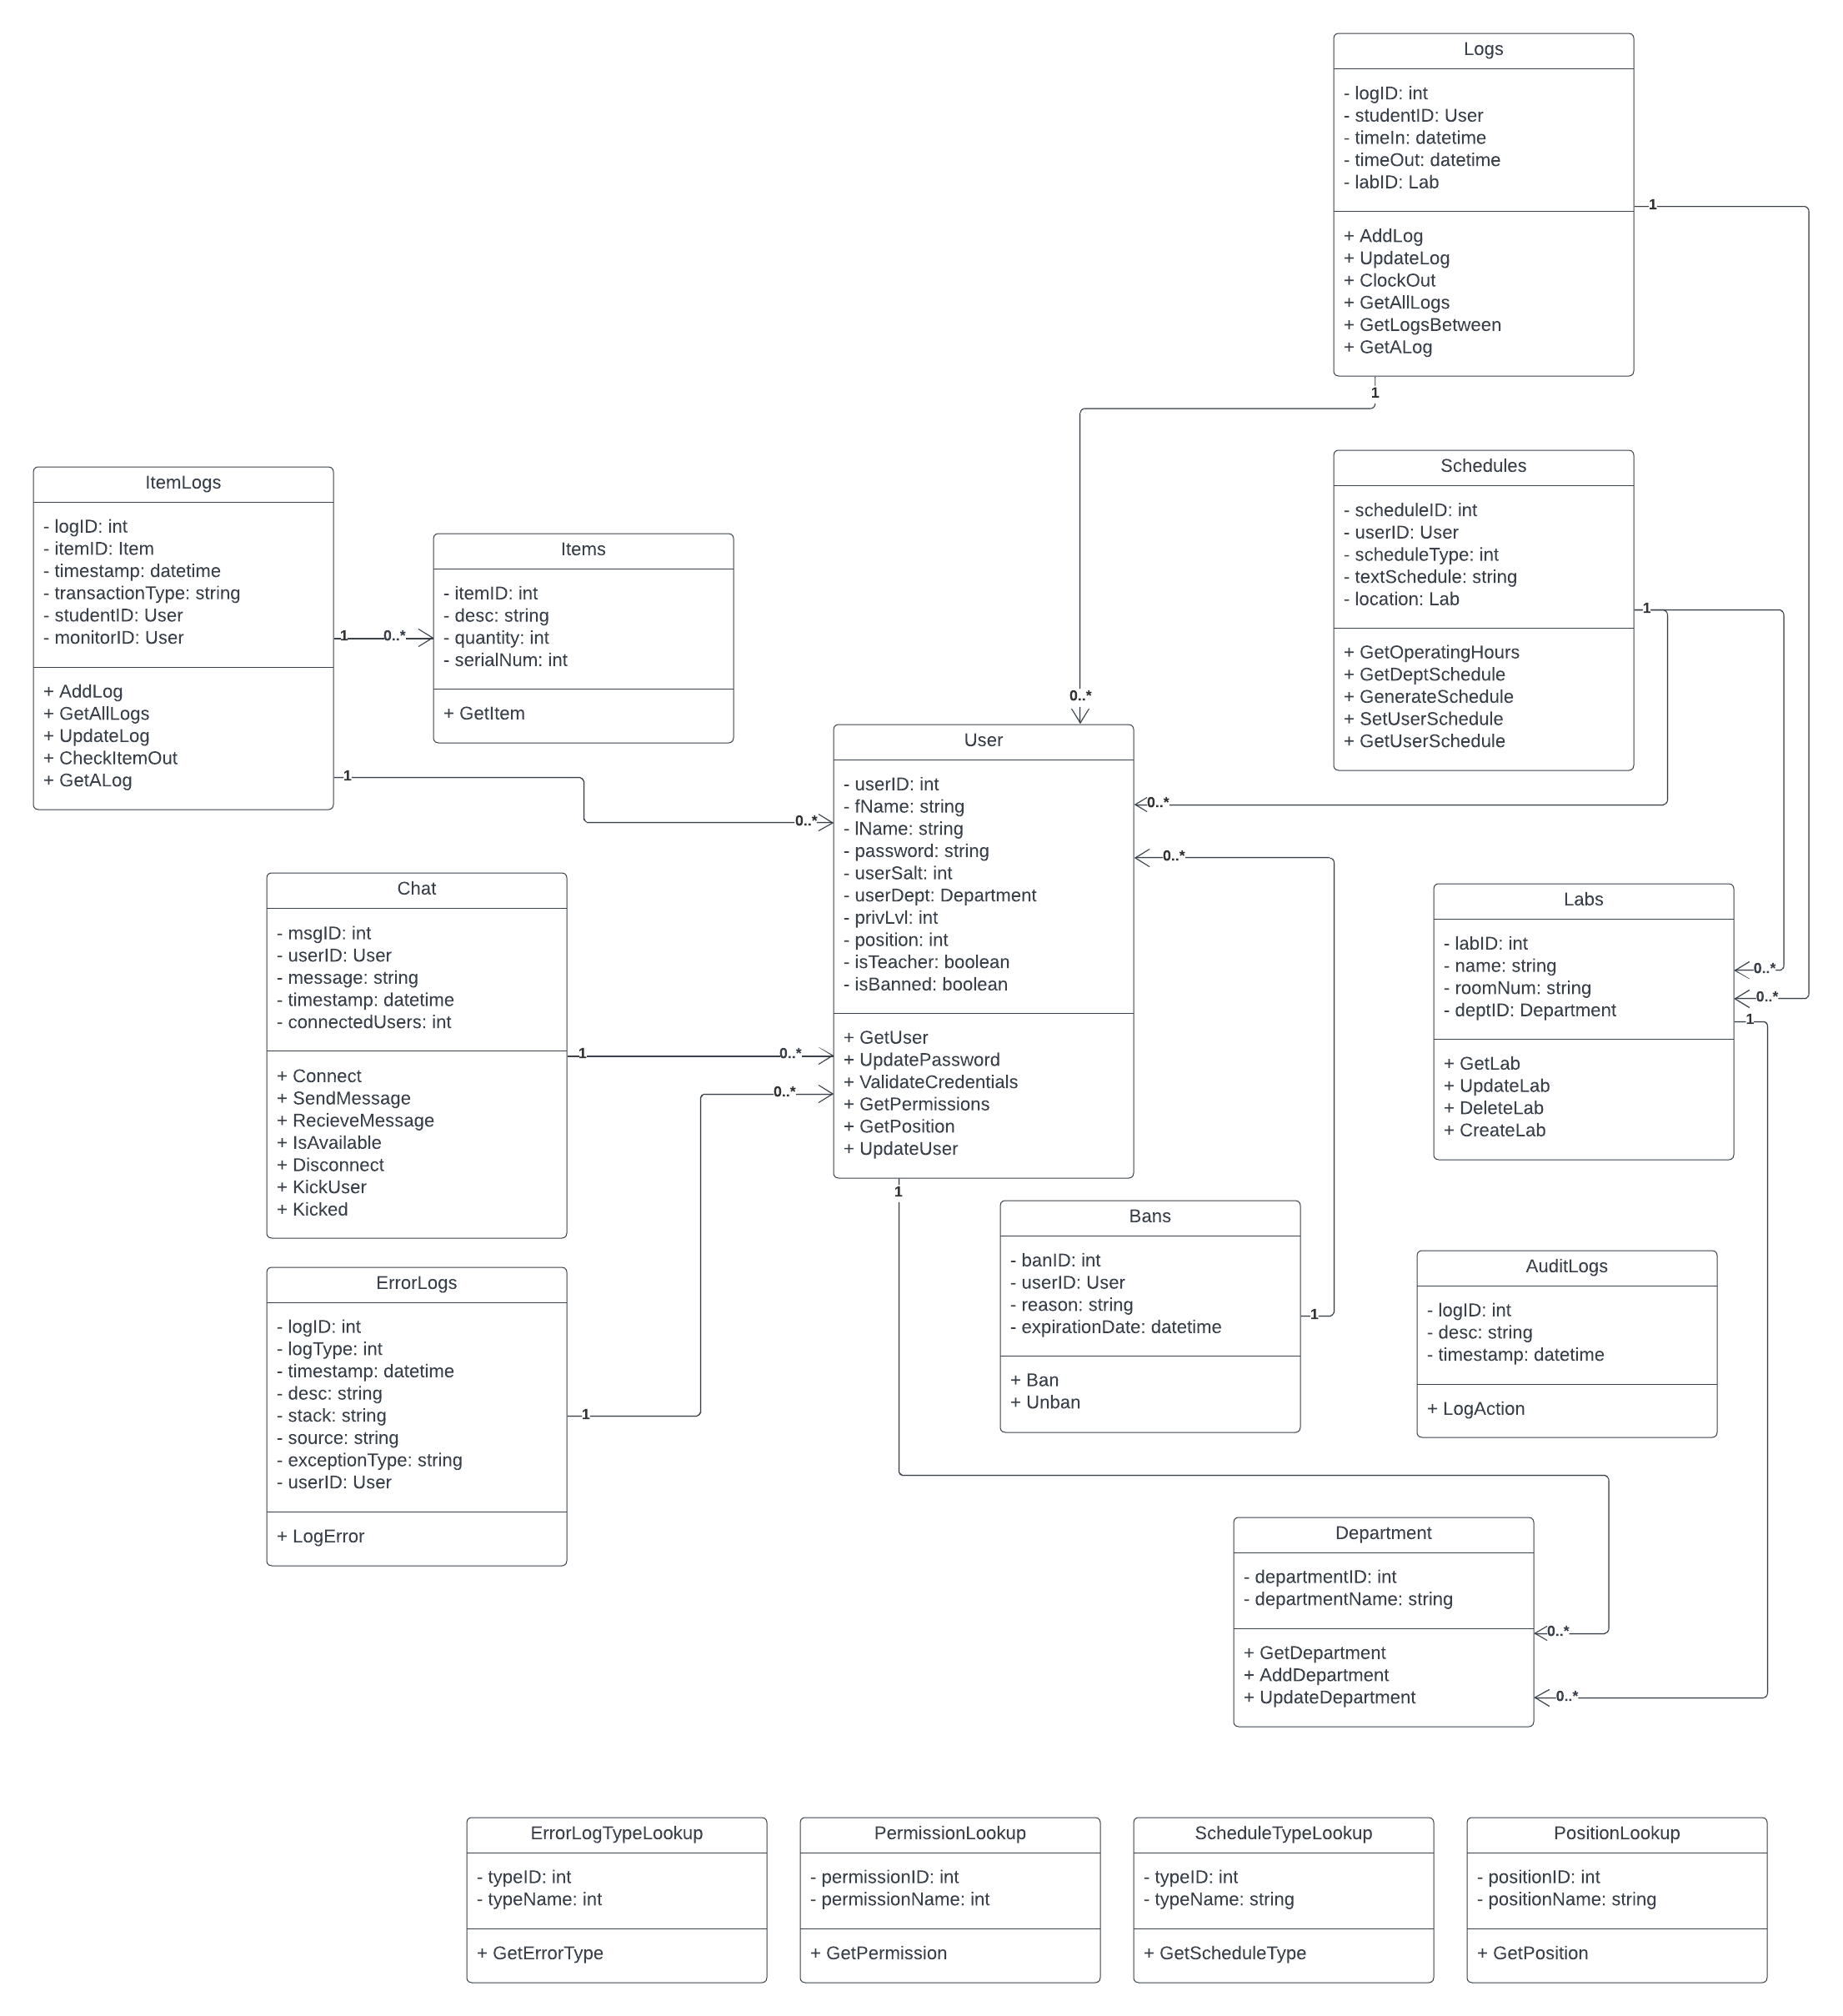 Logs
- logID: int
- studentID: User
- timeIn: datetime
- timeOut: datetime
- labID: Lab
+ AddLog
+ UpdateLog
+ ClockOut
+ GetAllLogs
+ GetLogsBetween
+ GetALog
1
1
0..*
0..*
Schedules
- scheduleID: int
- userID: User
- scheduleType: int
- textSchedule: string
- location: Lab
+ GetOperatingHours
+ GetDeptSchedule
+ GenerateSchedule
+ SetUserSchedule
+ GetUserSchedule
1
0..*
0..*
ItemLogs
- logID: int
- itemID: Item
- timestamp: datetime
- transactionType: string
- studentID: User
- monitorID: User
+ AddLog
+ GetAllLogs
+ UpdateLog
+ CheckItemOut
+ GetALog
1
0..*
1
0..*
Items
- itemID: int
- desc: string
- quantity: int
- serialNum: int
+ GetItem
User
- userID: int
- fName: string
- lName: string
- password: string
- userSalt: int
- userDept: Department
- privLvl: int
- position: int
- isTeacher: boolean
- isBanned: boolean
+ GetUser
+ UpdatePassword
+ ValidateCredentials
+ GetPermissions
+ GetPosition
+ UpdateUser
1
0..*
Chat
- msgID: int
- userID: User
- message: string
- timestamp: datetime
- connectedUsers: int
+ Connect
+ SendMessage
+ RecieveMessage
+ IsAvailable
+ Disconnect
+ KickUser
+ Kicked
1
0..*
Labs
- labID: int
- name: string
- roomNum: string
- deptID: Department
+ GetLab
+ UpdateLab
+ DeleteLab
+ CreateLab
1
0..*
ErrorLogs
- logID: int
- logType: int
- timestamp: datetime
- desc: string
- stack: string
- source: string
- exceptionType: string
- userID: User
+ LogError
1
0..*
Bans
- banID: int
- userID: User
- reason: string
- expirationDate: datetime
+ Ban
+ Unban
1
0..*
AuditLogs
- logID: int
- desc: string
- timestamp: datetime
+ LogAction
Department
- departmentID: int
- departmentName: string
+ GetDepartment
+ AddDepartment
+ UpdateDepartment
ErrorLogTypeLookup
- typeID: int
- typeName: int
+ GetErrorType
PermissionLookup
- permissionID: int
- permissionName: int
+ GetPermission
ScheduleTypeLookup
- typeID: int
- typeName: string
+ GetScheduleType
PositionLookup
- positionID: int
- positionName: string
+ GetPosition